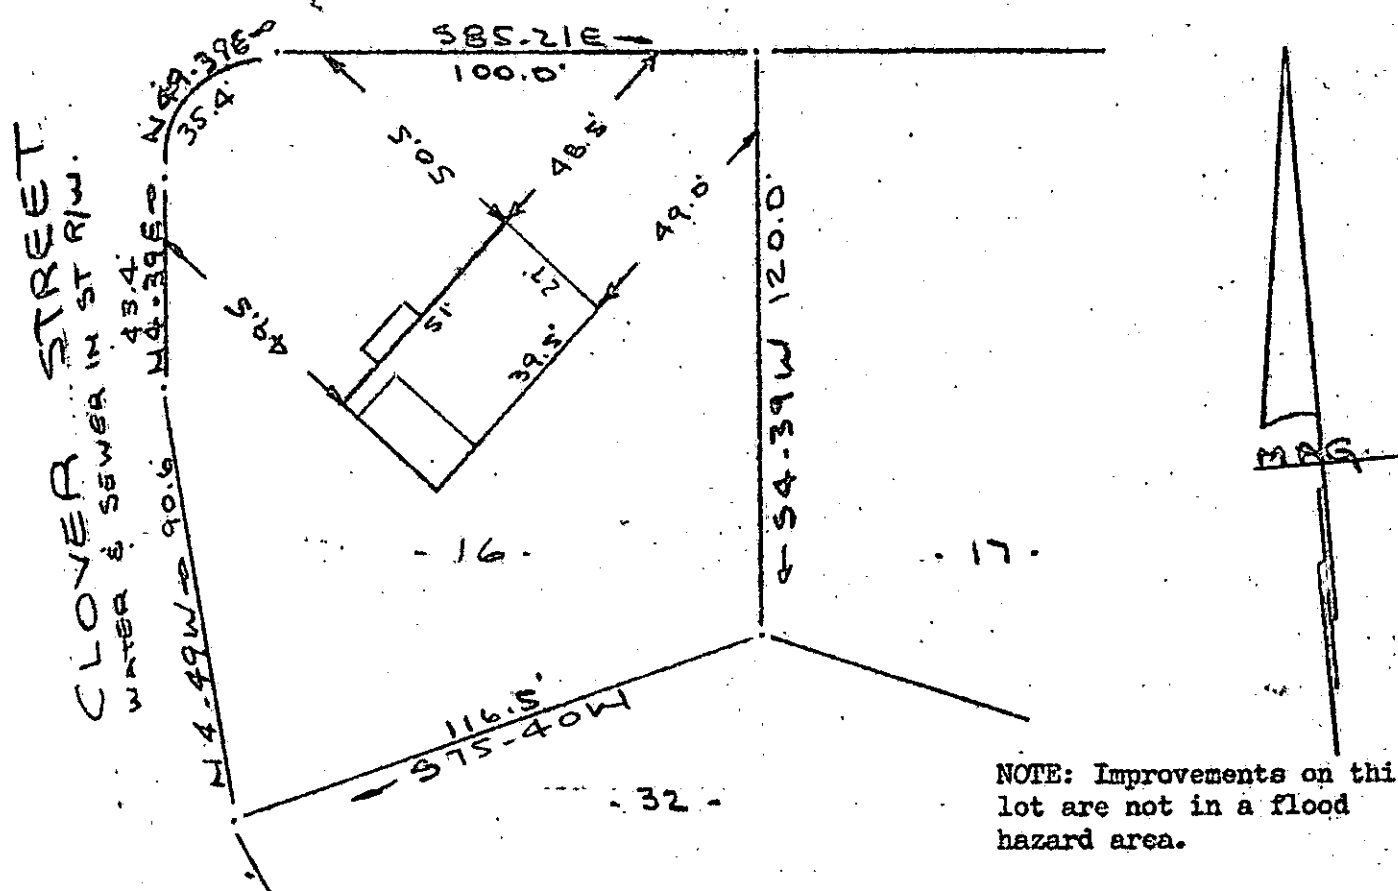 S85-21E
100.0'
N49-39E
35.4'
CLOVER STREET
WATER & SEWER IN ST R/W.
43.4'
N4-39E
50.5'
48.5'
49.0'
49.5'
27'
51'
39.5'
S4-39W 120.0'
N4-49W
90.6
- 16 -
- 17 -
116.5'
S75-40W
- 32 -
NOTE: Improvements on thi
lot are not in a flood
hazard area.